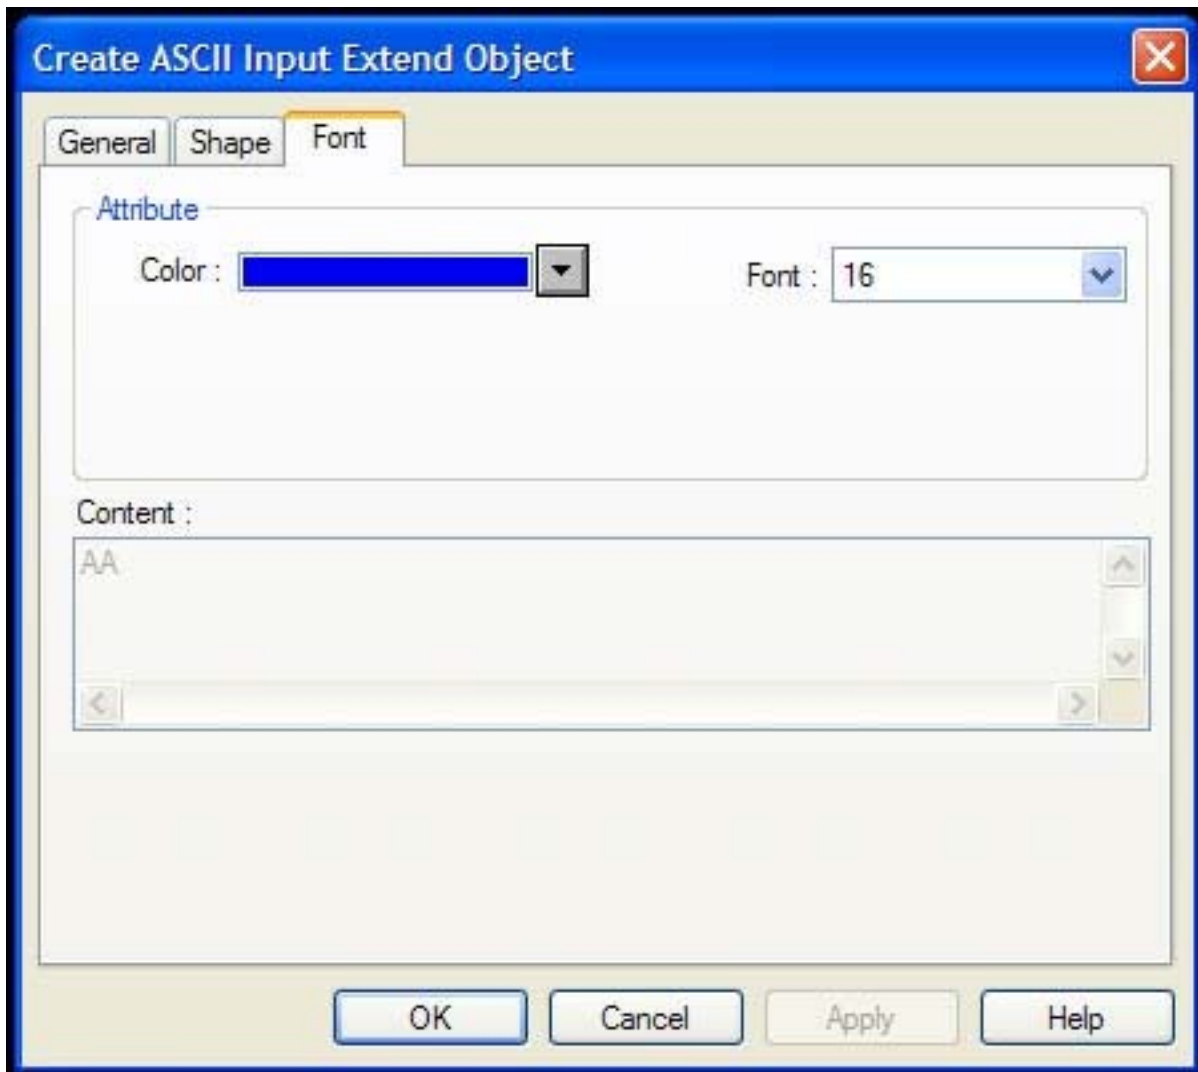 Create ASCII Input Extend Object
General Shape Font
Attribute
Color : Font : 16
Content :
AA
OK Cancel Apply Help